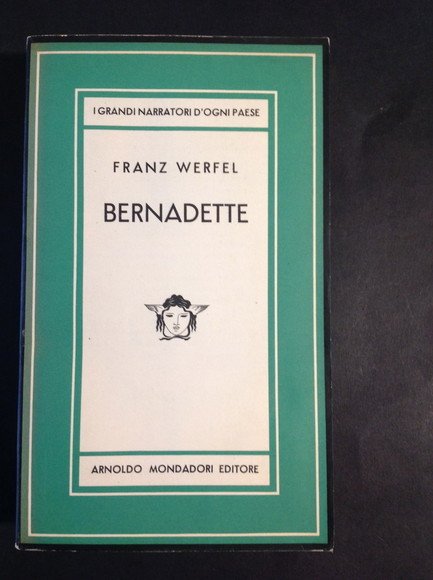 I GRANDI NARRATORI D'OGNI PAESE
FRANZ WERFEL
BERNADETTE
ARNOLDO MONDADORI EDITORE